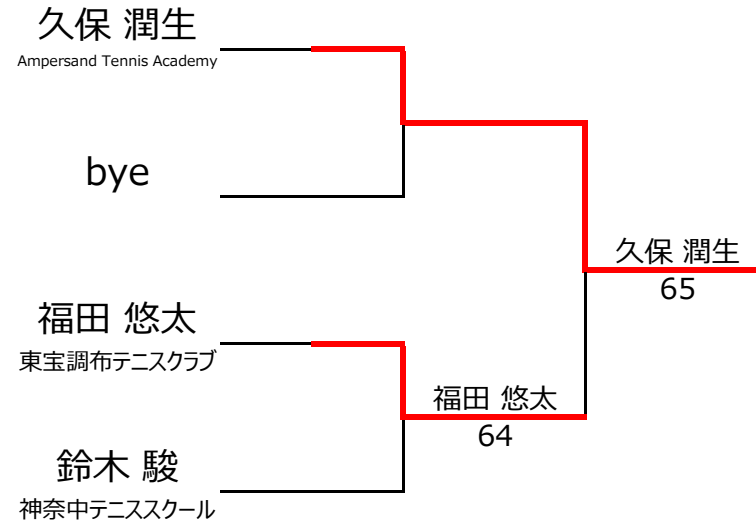 久保 潤生
Ampersand Tennis Academy
bye
久保 潤生
65
福田 悠太
東宝調布テニスクラブ
福田 悠太
64
鈴木 駿
神奈中テニススクール